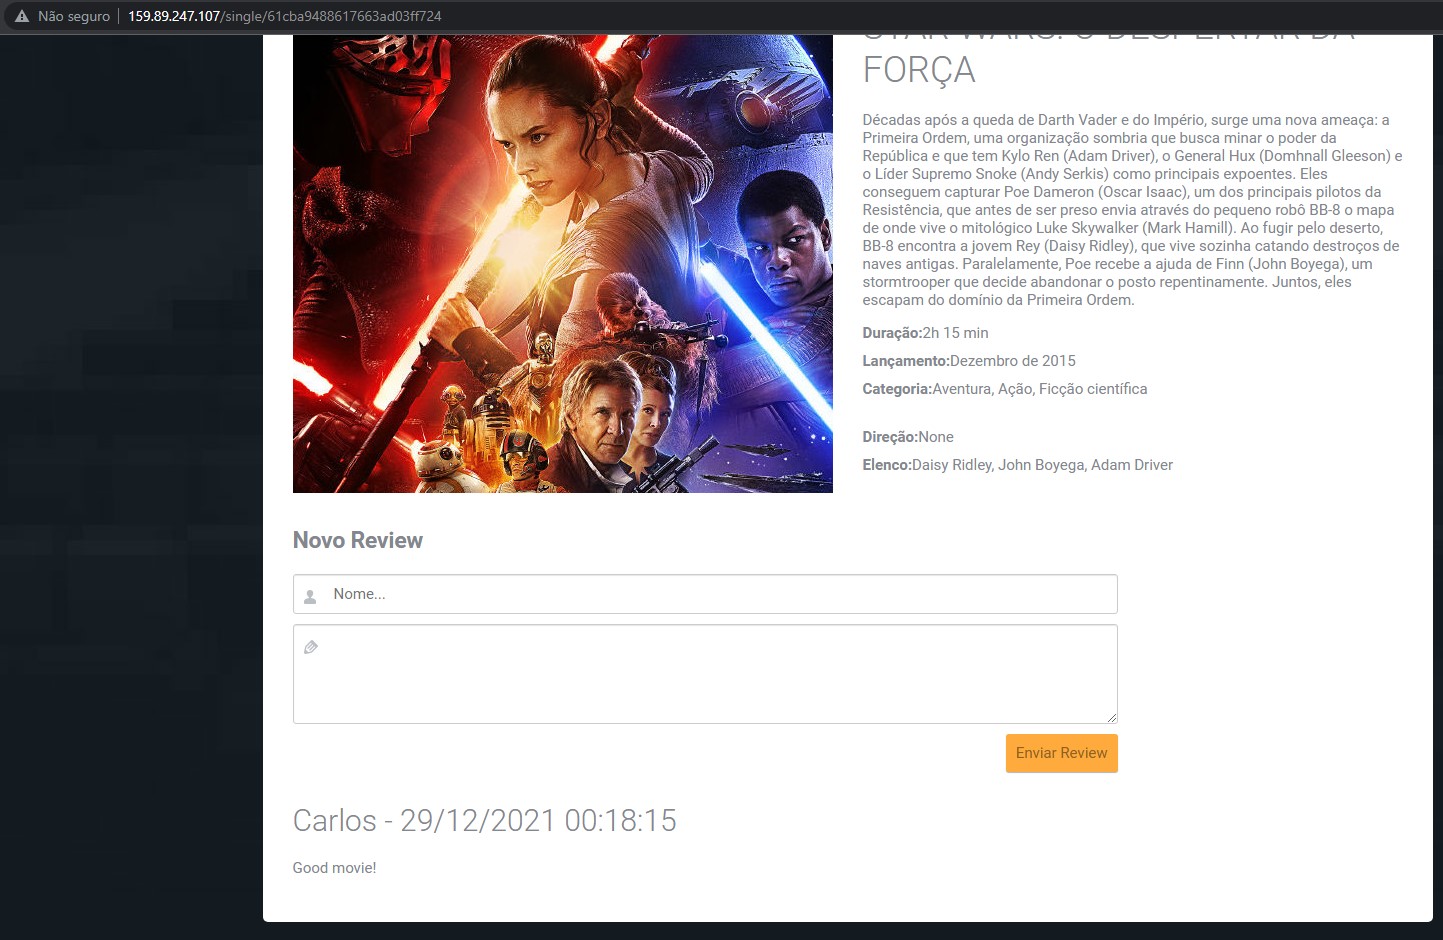 Não seguro
159.89.247.107/single/61cba9488617663ad03ff724
STAR WARS: O DESPERTAR DA
FORÇA
Décadas após a queda de Darth Vader e do Império, surge uma nova ameaça: a
Primeira Ordem, uma organização sombria que busca minar o poder da
República e que tem Kylo Ren (Adam Driver), o General Hux (Domhnall Gleeson) e
o Líder Supremo Snoke (Andy Serkis) como principais expoentes. Eles
conseguem capturar Poe Dameron (Oscar Isaac), um dos principais pilotos da
Resistência, que antes de ser preso envia através do pequeno robô BB-8 o mapa
de onde vive o mitológico Luke Skywalker (Mark Hamill). Ao fugir pelo deserto,
BB-8 encontra a jovem Rey (Daisy Ridley), que vive sozinha catando destroços de
naves antigas. Paralelamente, Poe recebe a ajuda de Finn (John Boyega), um
stormtrooper que decide abandonar o posto repentinamente. Juntos, eles
escapam do domínio da Primeira Ordem.
Duração:2h 15 min
Lançamento:Dezembro de 2015
Categoria:Aventura, Ação, Ficção científica
Direção:None
Elenco:Daisy Ridley, John Boyega, Adam Driver
Novo Review
Nome...
Enviar Review
Carlos - 29/12/2021 00:18:15
Good movie!